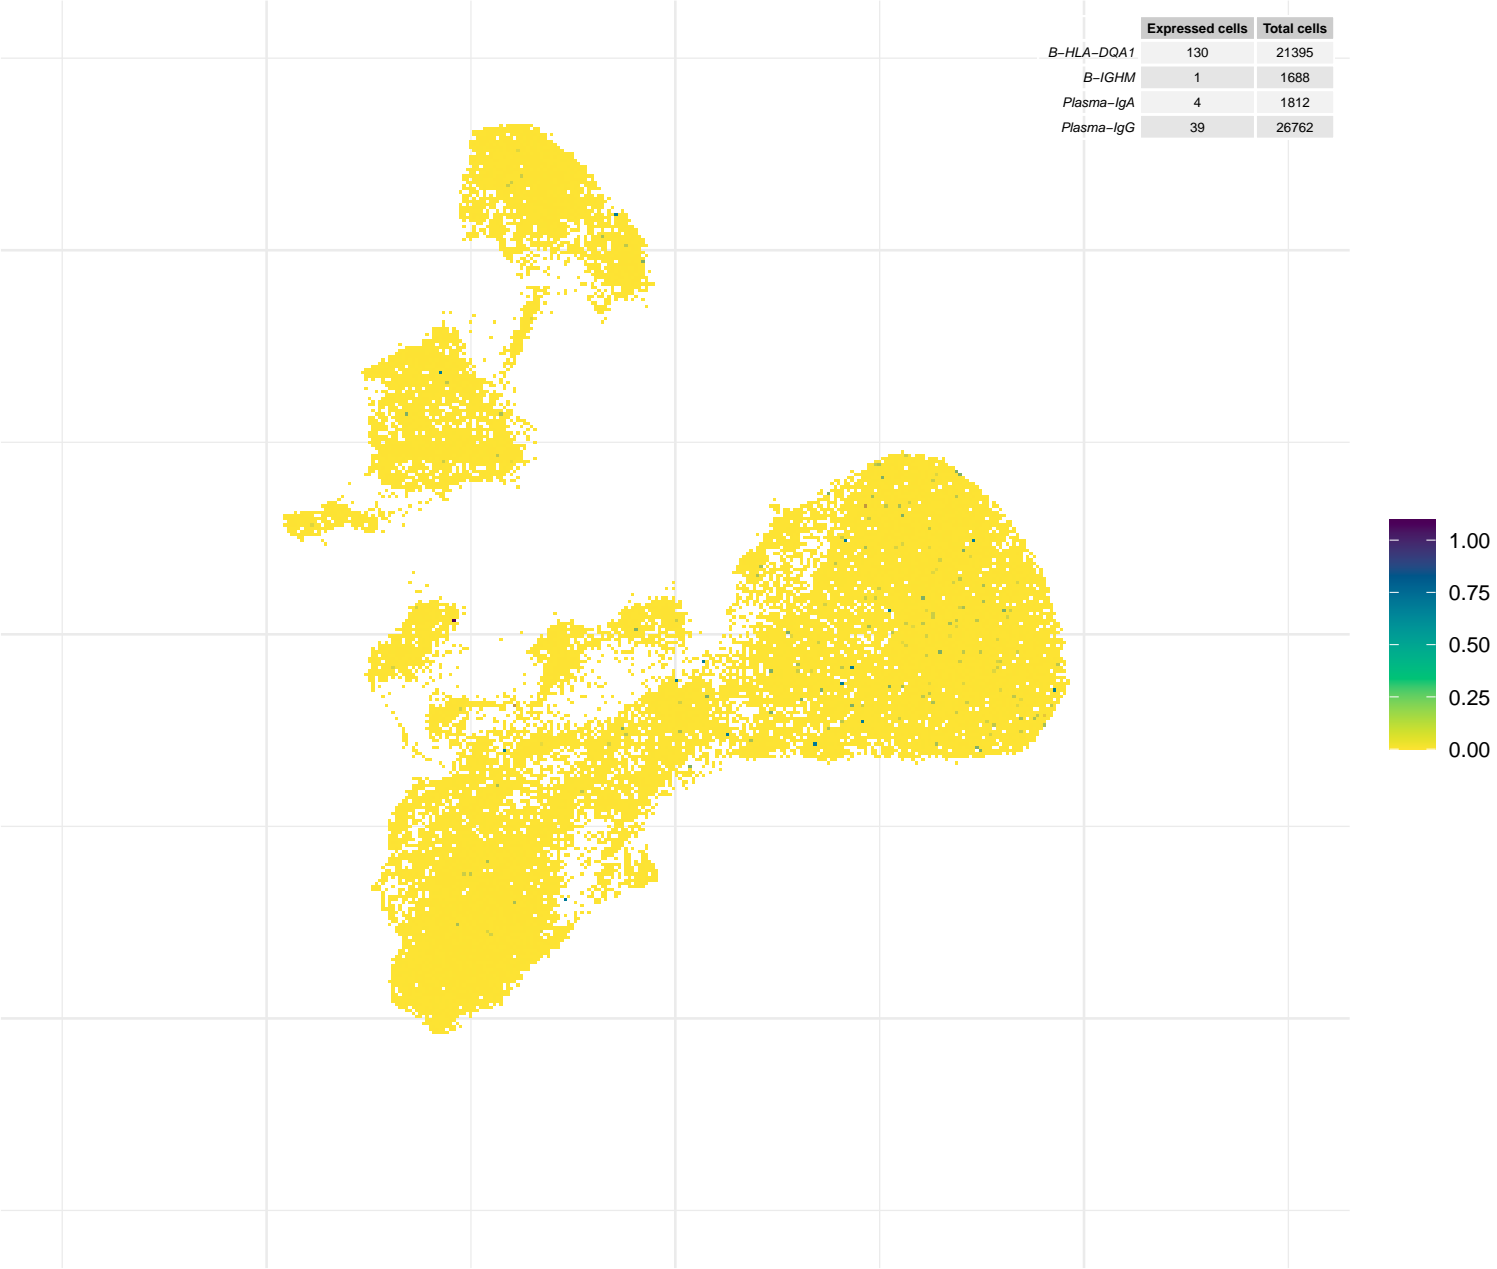 Expressed cells Total cells
B−HLA−DQA1 130 21395
B−IGHM 1 1688
Plasma−IgA 4 1812
Plasma−IgG 39 26762
1.00
0.75
0.50
0.25
0.00